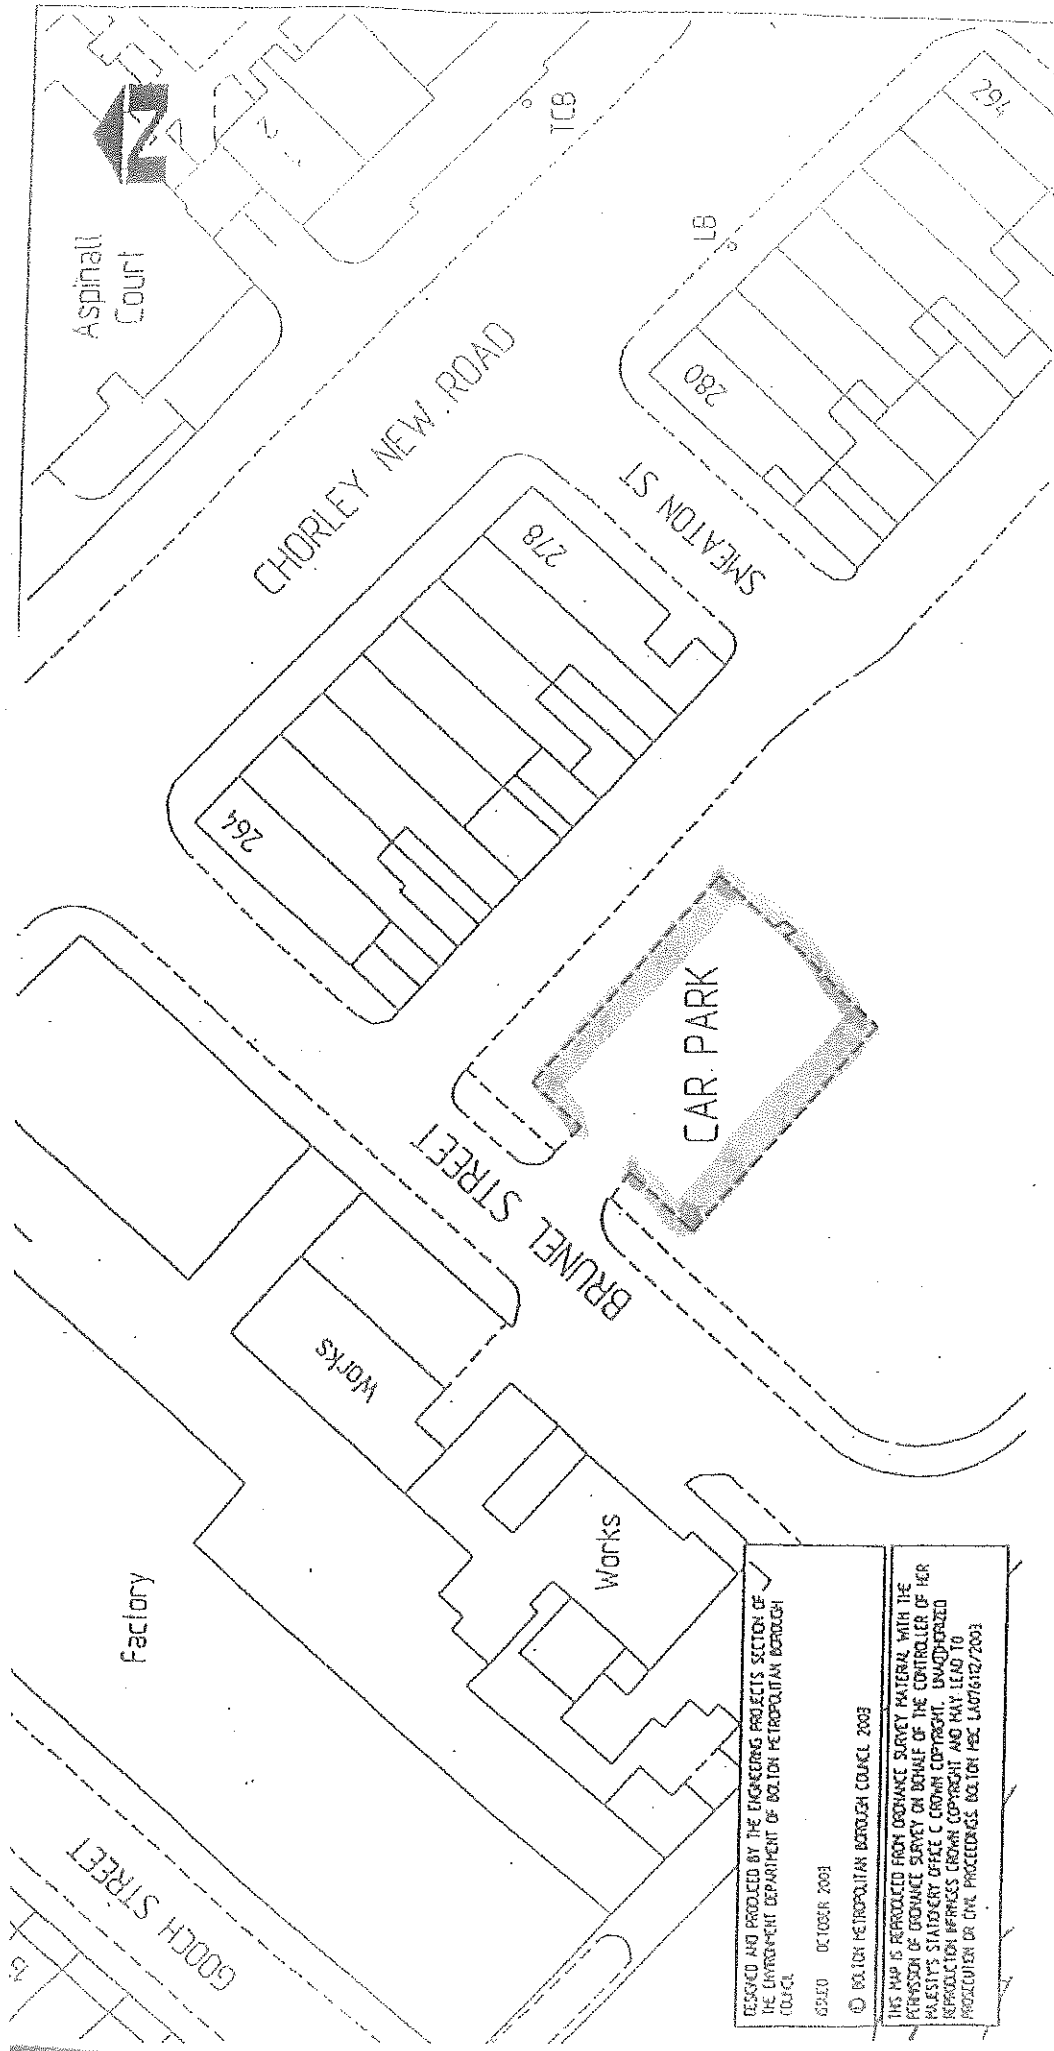 N
Aspinall
Court
TCB
LB
294
280
CHORLEY NEW ROAD
SMEATON ST
278
264
CAR PARK
BRUNEL STREET
Works
Works
Factory
GOOCH STREET
DESIGNED AND PRODUCED BY THE ENGINEERING PROJECTS SECTION OF
THE ENVIRONMENT DEPARTMENT OF BOLTON METROPOLITAN BOROUGH
COUNCIL
ISSUED OCTOBER 2003
© BOLTON METROPOLITAN BOROUGH COUNCIL 2003
THIS MAP IS REPRODUCED FROM ORDNANCE SURVEY MATERIAL WITH THE
PERMISSION OF ORDNANCE SURVEY ON BEHALF OF THE CONTROLLER OF HER
MAJESTY'S STATIONERY OFFICE C CROWN COPYRIGHT. UNAUTHORIZED
REPRODUCTION INFRINGES CROWN COPYRIGHT AND MAY LEAD TO
PROSECUTION OR CIVIL PROCEEDINGS. BOLTON MBC LA076112/2003